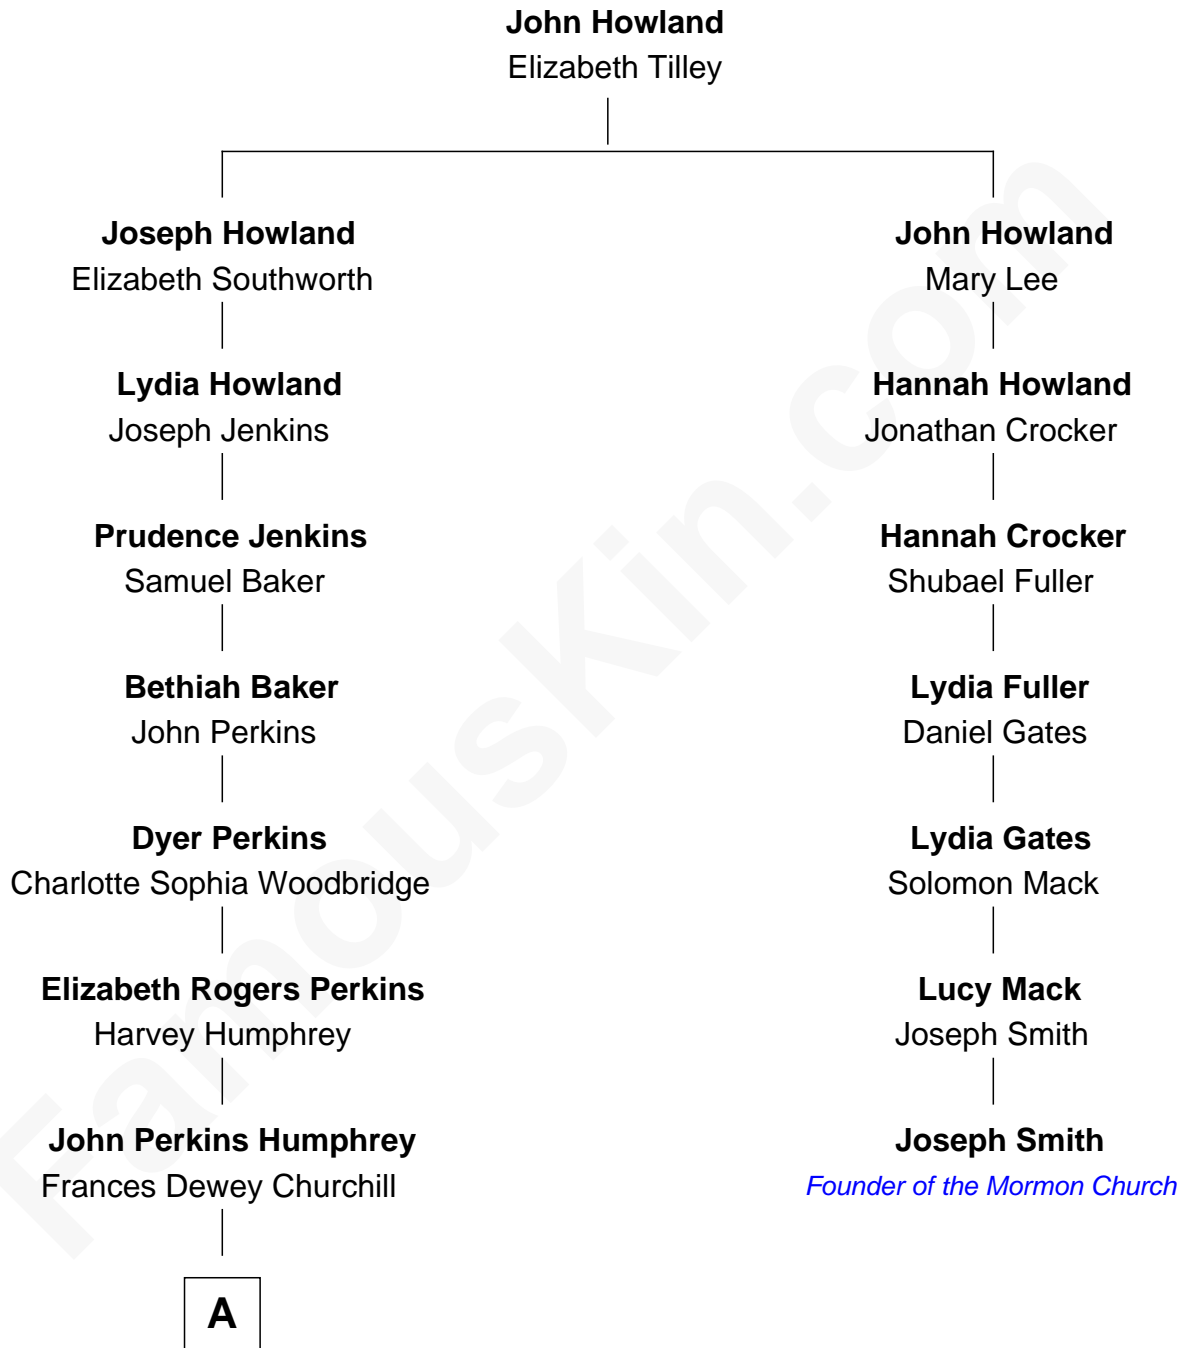 John Howland
Elizabeth Tilley
Joseph Howland
Elizabeth Southworth
Lydia Howland
Joseph Jenkins
Prudence Jenkins
Samuel Baker
Bethiah Baker
John Perkins
Dyer Perkins
Charlotte Sophia Woodbridge
Elizabeth Rogers Perkins
Harvey Humphrey
John Perkins Humphrey
Frances Dewey Churchill
A
John Howland
Mary Lee
Hannah Howland
Jonathan Crocker
Hannah Crocker
Shubael Fuller
Lydia Fuller
Daniel Gates
Lydia Gates
Solomon Mack
Lucy Mack
Joseph Smith
Joseph Smith
Founder of the Mormon Church
FamousKin.com